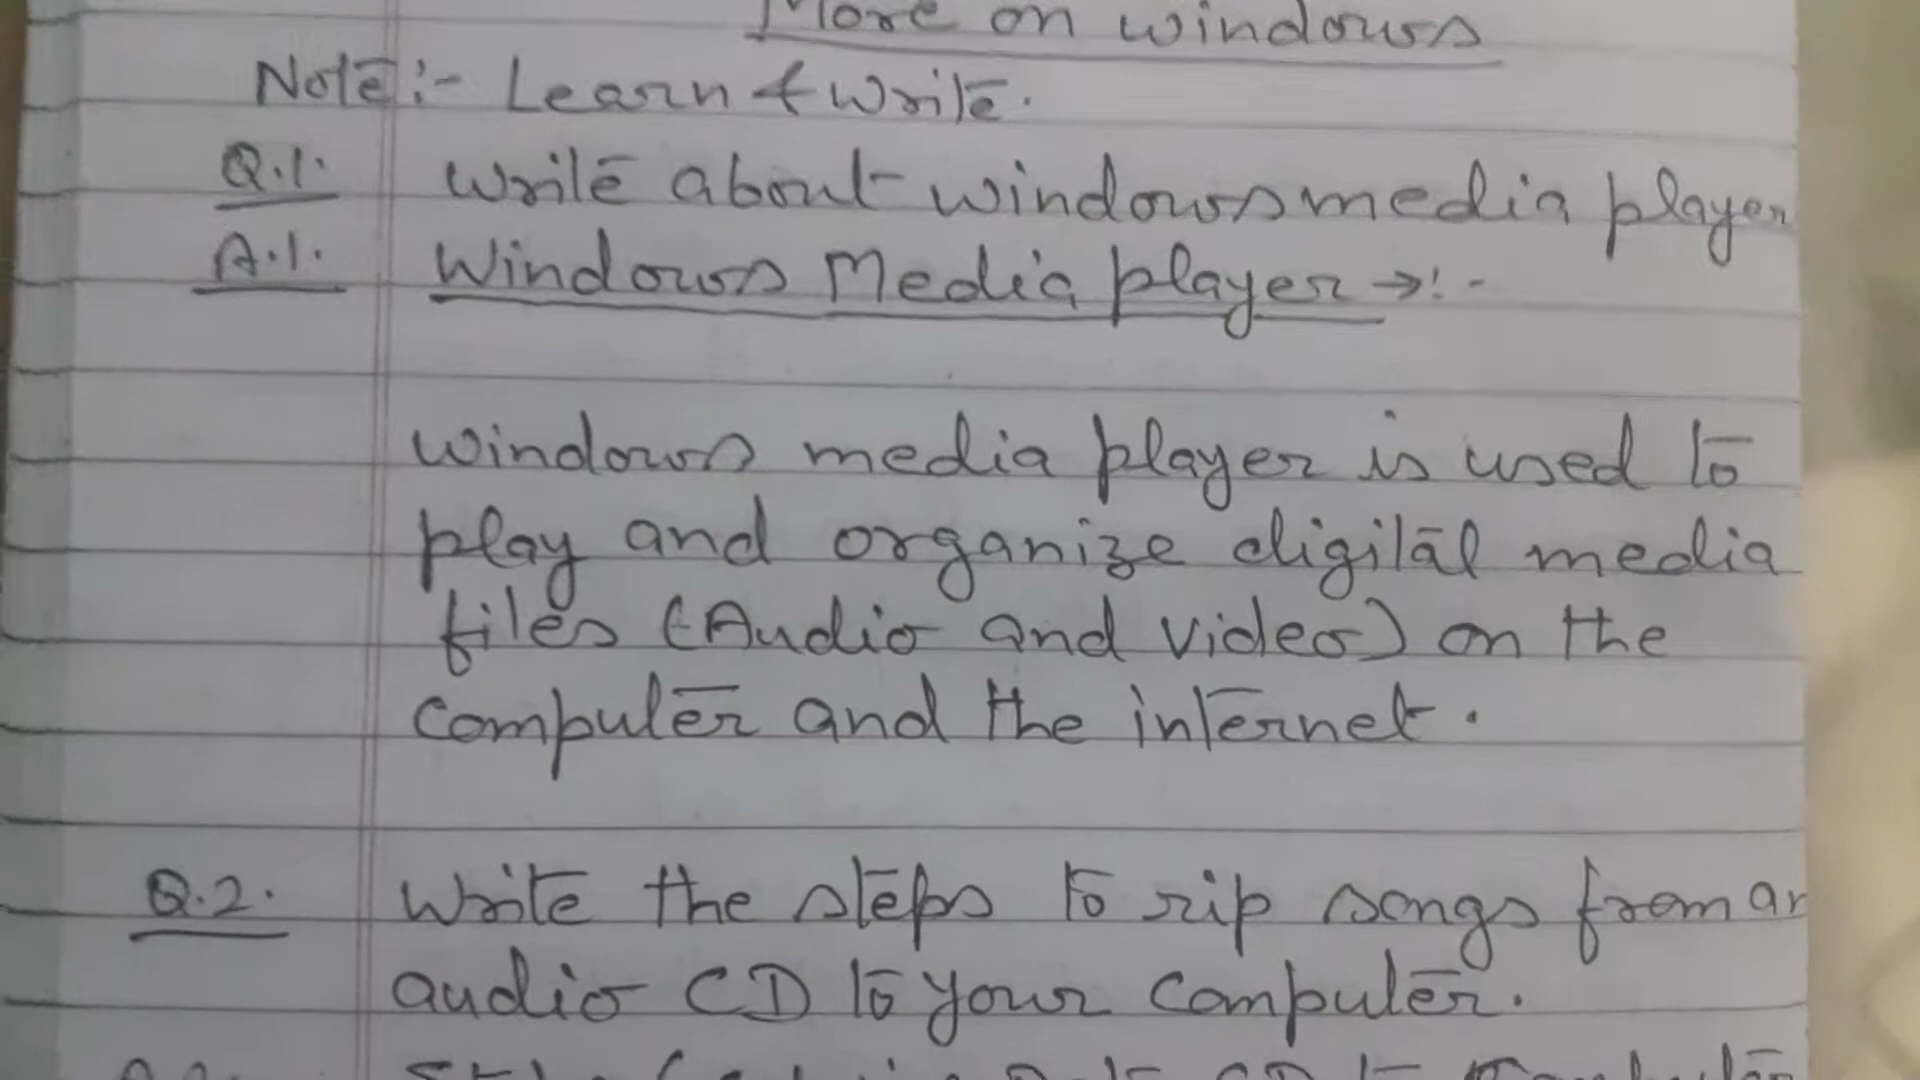 More on windows
Note:- Learn & write.
Q.1. Write about windows media player
A.1. Windows Media player →:-
windows media player is used to
play and organize digital media
files (Audio and video) on the
computer and the internet.
Q.2. Write the steps to rip songs from an
audio CD to your computer.